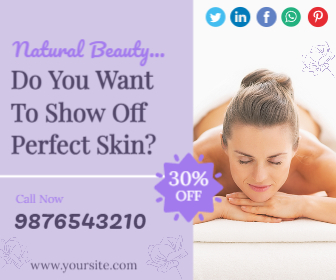 Natural Beauty...
Do You Want
To Show Off
Perfect Skin?
30%
OFF
Call Now
9876543210
www.yoursite.com